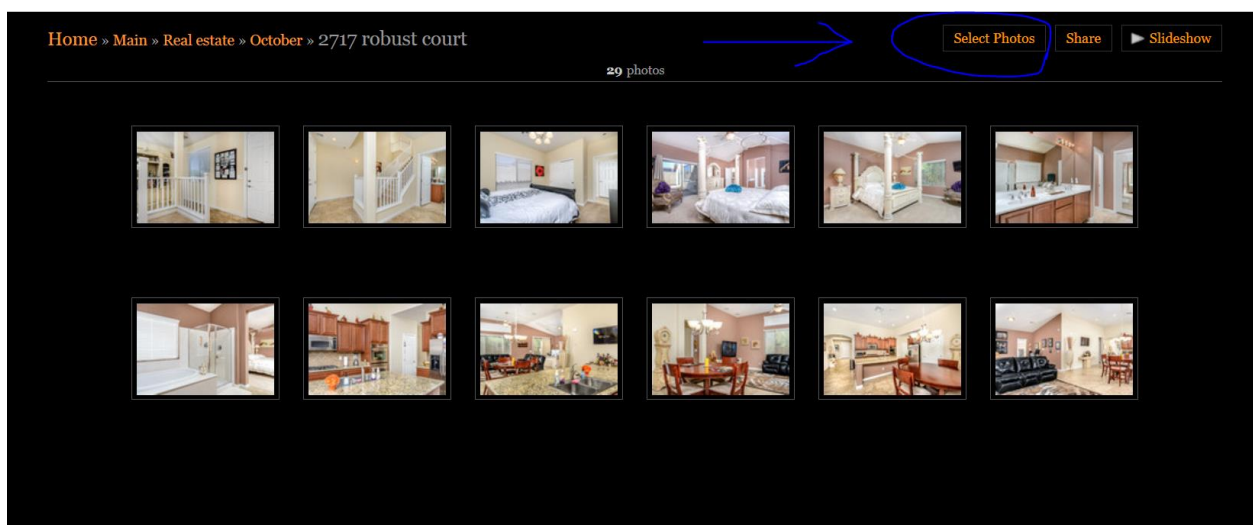 Home » Main » Real estate » October » 2717 robust court
Select Photos
Share
Slideshow
29 photos